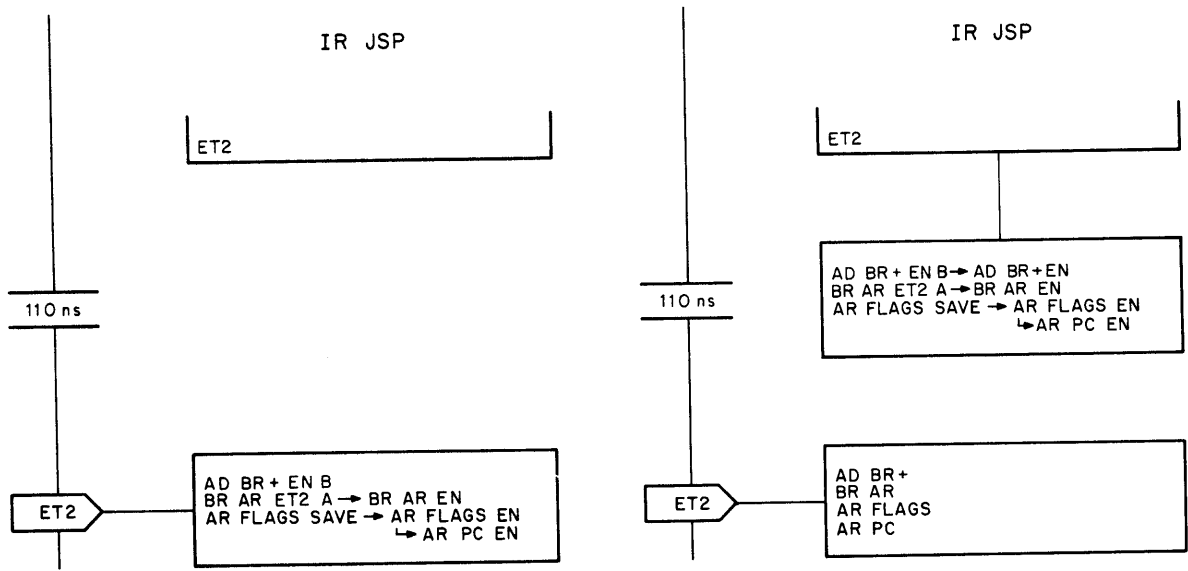 IR JSP
ET2
110 ns
ET2
AD BR+ EN B
BR AR ET2 A → BR AR EN
AR FLAGS SAVE → AR FLAGS EN
↳ AR PC EN
IR JSP
ET2
AD BR+ EN B → AD BR+ EN
BR AR ET2 A → BR AR EN
AR FLAGS SAVE → AR FLAGS EN
↳ AR PC EN
110 ns
ET2
AD BR+
BR AR
AR FLAGS
AR PC